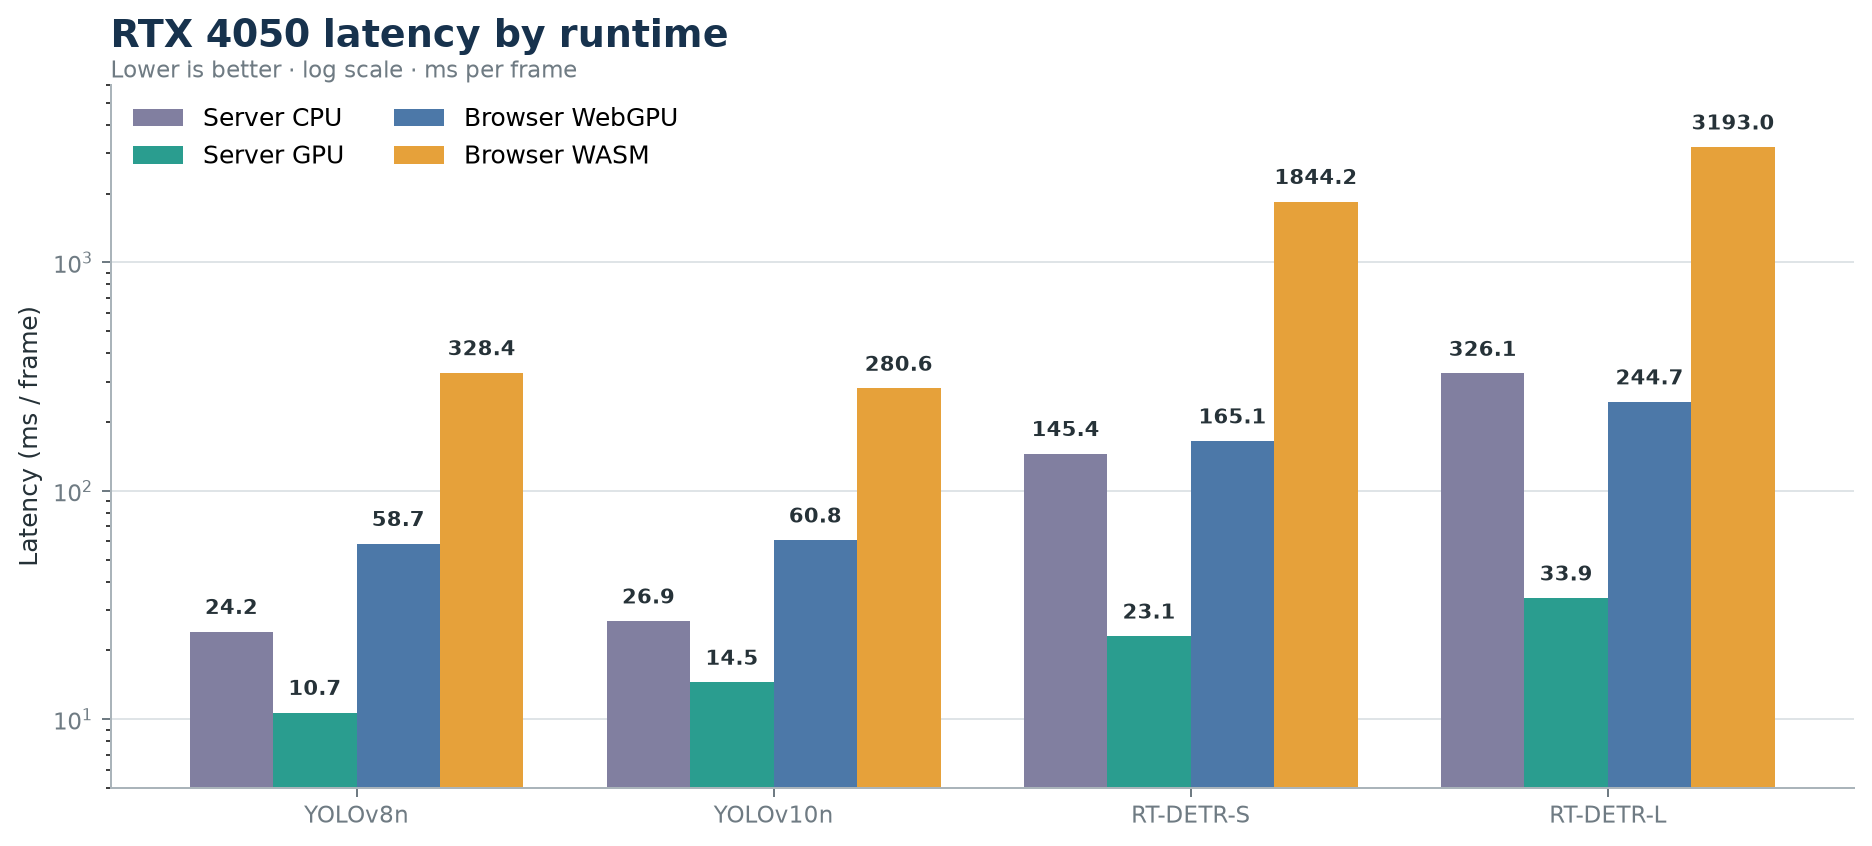 RTX 4050 latency by runtime
Lower is better · log scale · ms per frame
Server CPU
Server GPU
Browser WebGPU
Browser WASM
Latency (ms / frame)
10³
10²
10¹
24.2
10.7
58.7
328.4
26.9
14.5
60.8
280.6
145.4
23.1
165.1
1844.2
326.1
33.9
244.7
3193.0
YOLOv8n
YOLOv10n
RT-DETR-S
RT-DETR-L